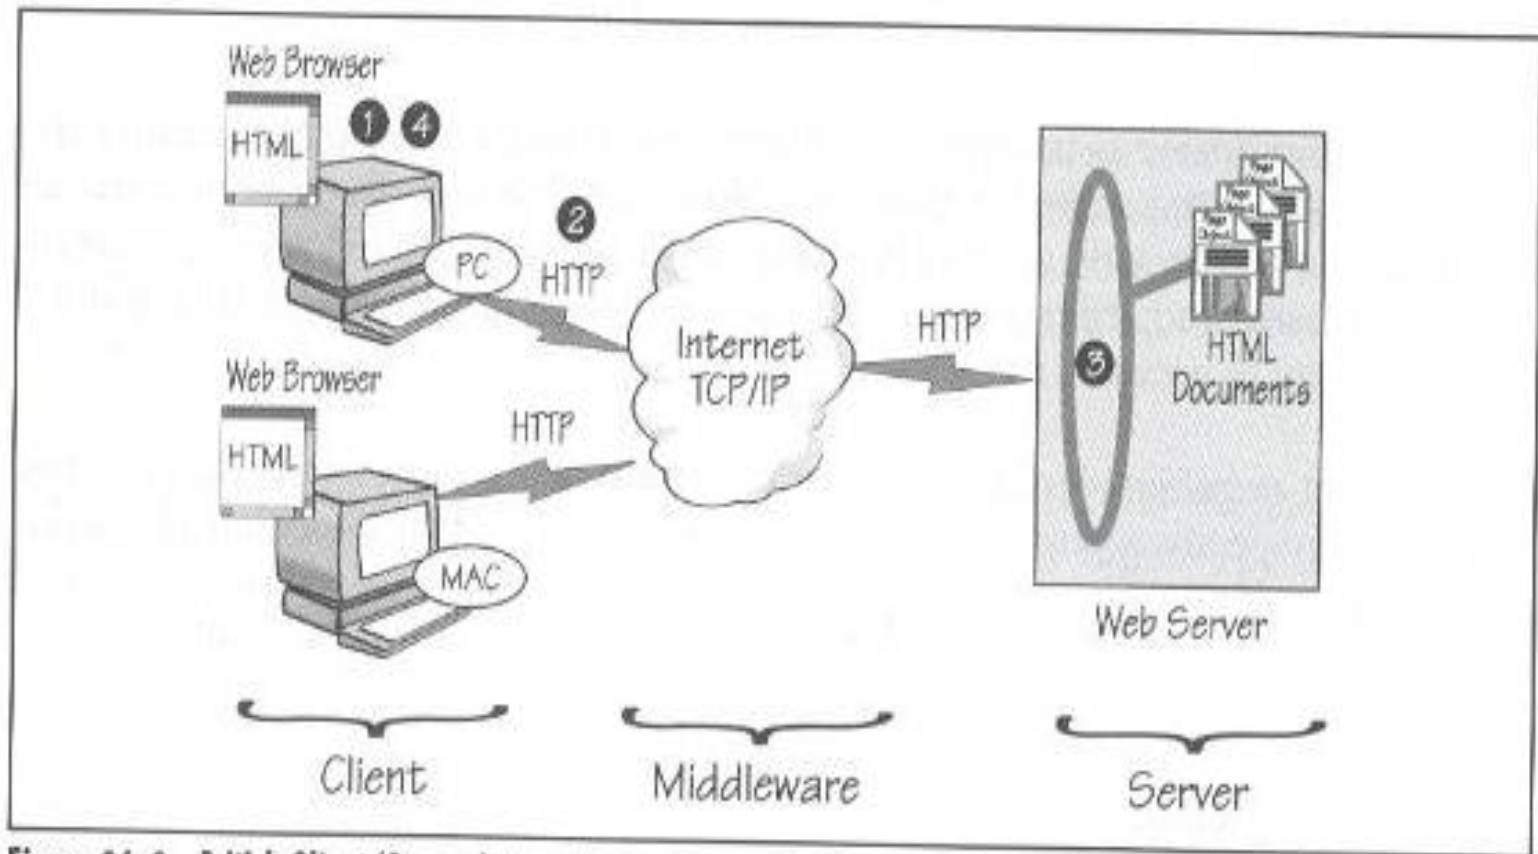 Web Browser
HTML
1 4
PC
2
HTTP
Web Browser
HTML
MAC
HTTP
Internet
TCP/IP
HTTP
3
HTML
Documents
Web Server
Client
Middleware
Server